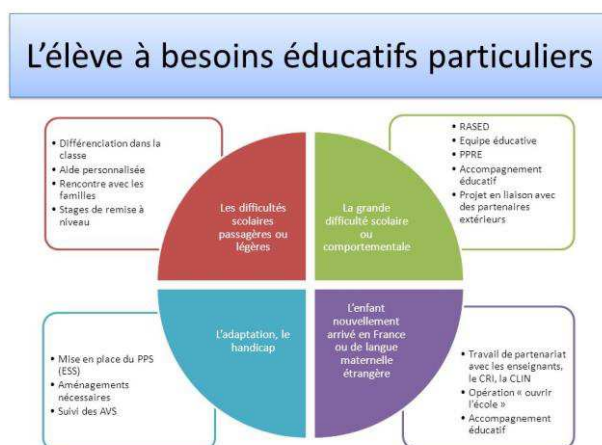 L'élève à besoins éducatifs particuliers
• Différenciation dans la
classe
• Aide personnalisée
• Rencontre avec les
familles
• Stages de remise à
niveau
Les difficultés
scolaires
passagères ou
légères
• RASED
• Equipe éducative
• PPRE
• Accompagnement
éducatif
• Projet en liaison avec
des partenaires
extérieurs
La grande
difficulté scolaire
ou
comportementale
• Mise en place du PPS
(ESS)
• Aménagements
nécessaires
• Suivi des AVS
L'adaptation, le
handicap
L'enfant
nouvellement
arrivé en France
ou de langue
maternelle
étrangère
• Travail de partenariat
avec les enseignants,
le CRI, la CLIN
• Opération « ouvrir
l'école »
• Accompagnement
éducatif